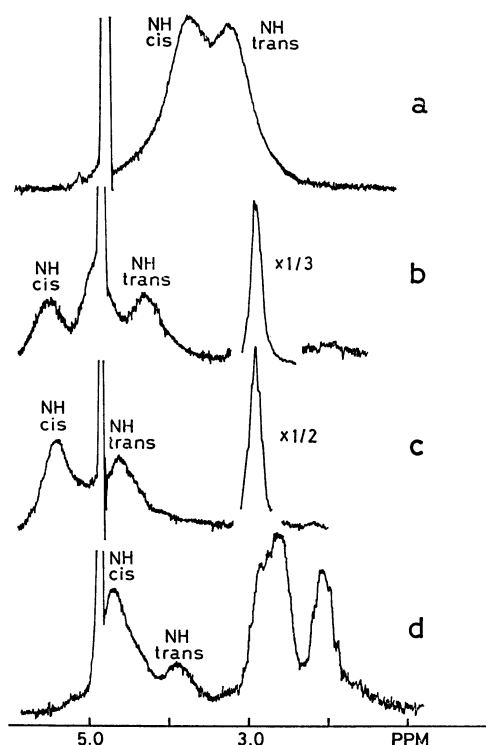 NH cis
NH trans
a
NH cis
NH trans
x1/3
b
NH cis
NH trans
x1/2
c
NH cis
NH trans
d
5.0 3.0 PPM